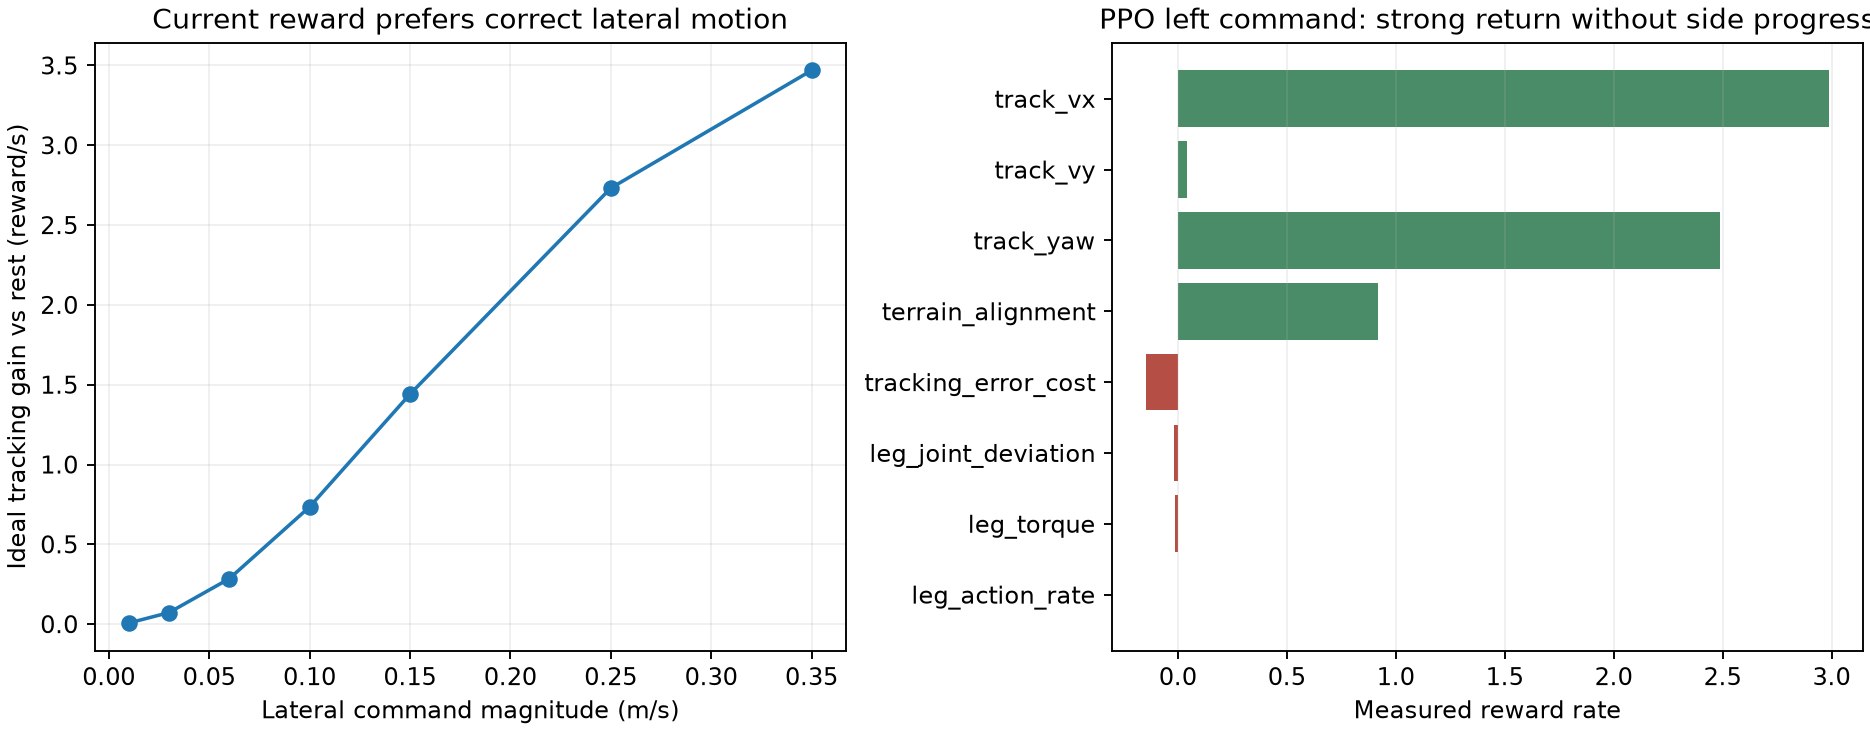 Current reward prefers correct lateral motion
Ideal tracking gain vs rest (reward/s)
3.5
3.0
2.5
2.0
1.5
1.0
0.5
0.0
0.00 0.05 0.10 0.15 0.20 0.25 0.30 0.35
Lateral command magnitude (m/s)
PPO left command: strong return without side progress
track_vx
track_vy
track_yaw
terrain_alignment
tracking_error_cost
leg_joint_deviation
leg_torque
leg_action_rate
0.0 0.5 1.0 1.5 2.0 2.5 3.0
Measured reward rate